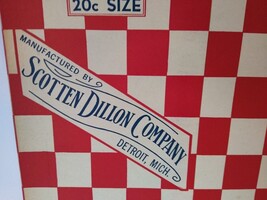 20c SIZE
MANUFACTURED BY
SCOTTEN DILLON COMPANY
DETROIT, MICH.